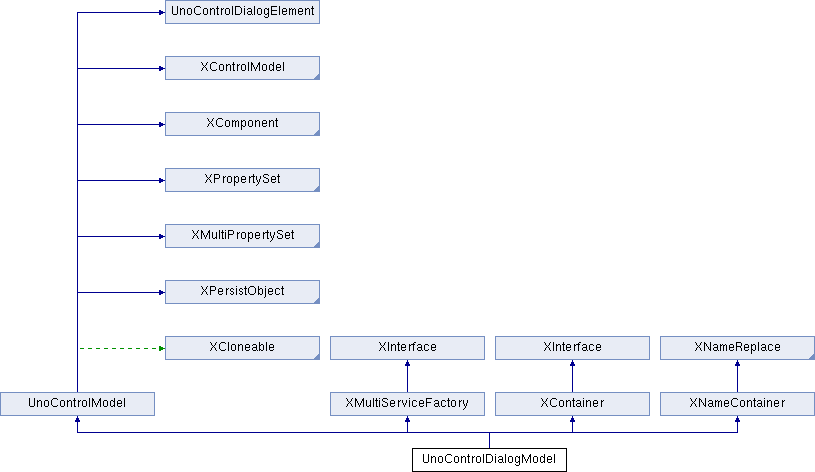 UnoControlDialogElement
XControlModel
XComponent
XPropertySet
XMultiPropertySet
XPersistObject
XCloneable
XInterface
XInterface
XNameReplace
UnoControlModel
XMultiServiceFactory
XContainer
XNameContainer
UnoControlDialogModel